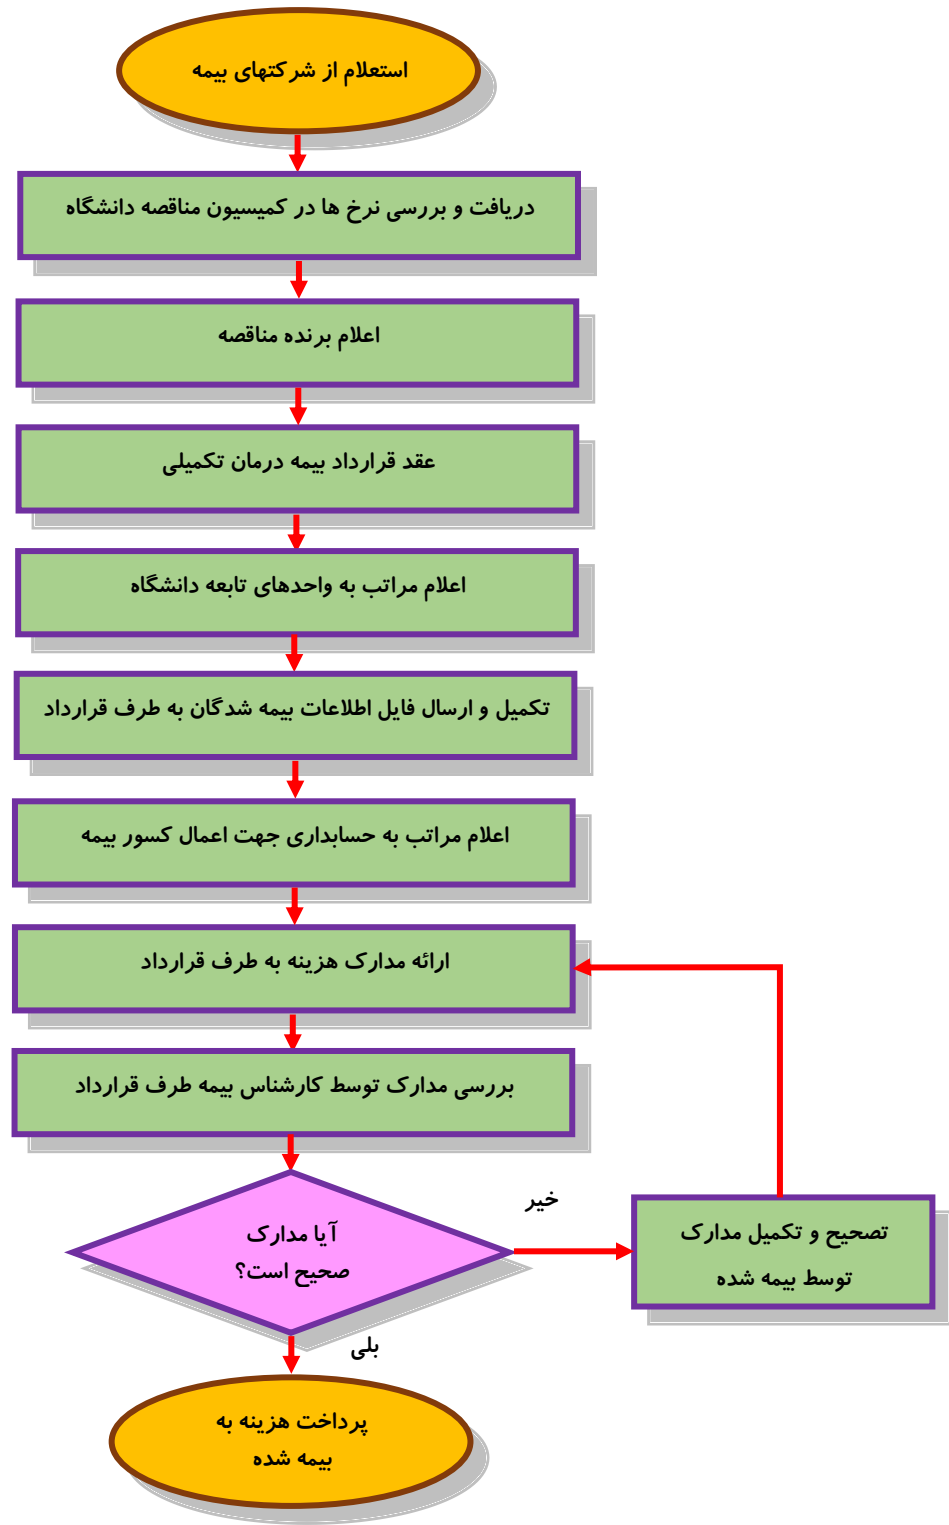 استعلام از شرکتهای بیمه
دریافت و بررسی نرخ ها در کمیسیون مناقصه دانشگاه
اعلام برنده مناقصه
عقد قرارداد بیمه درمان تکمیلی
اعلام مراتب به واحدهای تابعه دانشگاه
تکمیل و ارسال فایل اطلاعات بیمه شدگان به طرف قرارداد
اعلام مراتب به حسابداری جهت اعمال کسور بیمه
ارائه مدارک هزینه به طرف قرارداد
بررسی مدارک توسط کارشناس بیمه طرف قرارداد
آیا مدارک
صحیح است؟
خیر
تصحیح و تکمیل مدارک
توسط بیمه شده
بلی
پرداخت هزینه به
بیمه شده